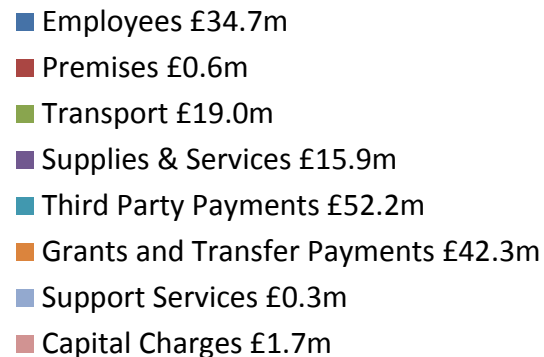 Employees £34.7m
Premises £0.6m
Transport £19.0m
Supplies & Services £15.9m
Third Party Payments £52.2m
Grants and Transfer Payments £42.3m
Support Services £0.3m
Capital Charges £1.7m